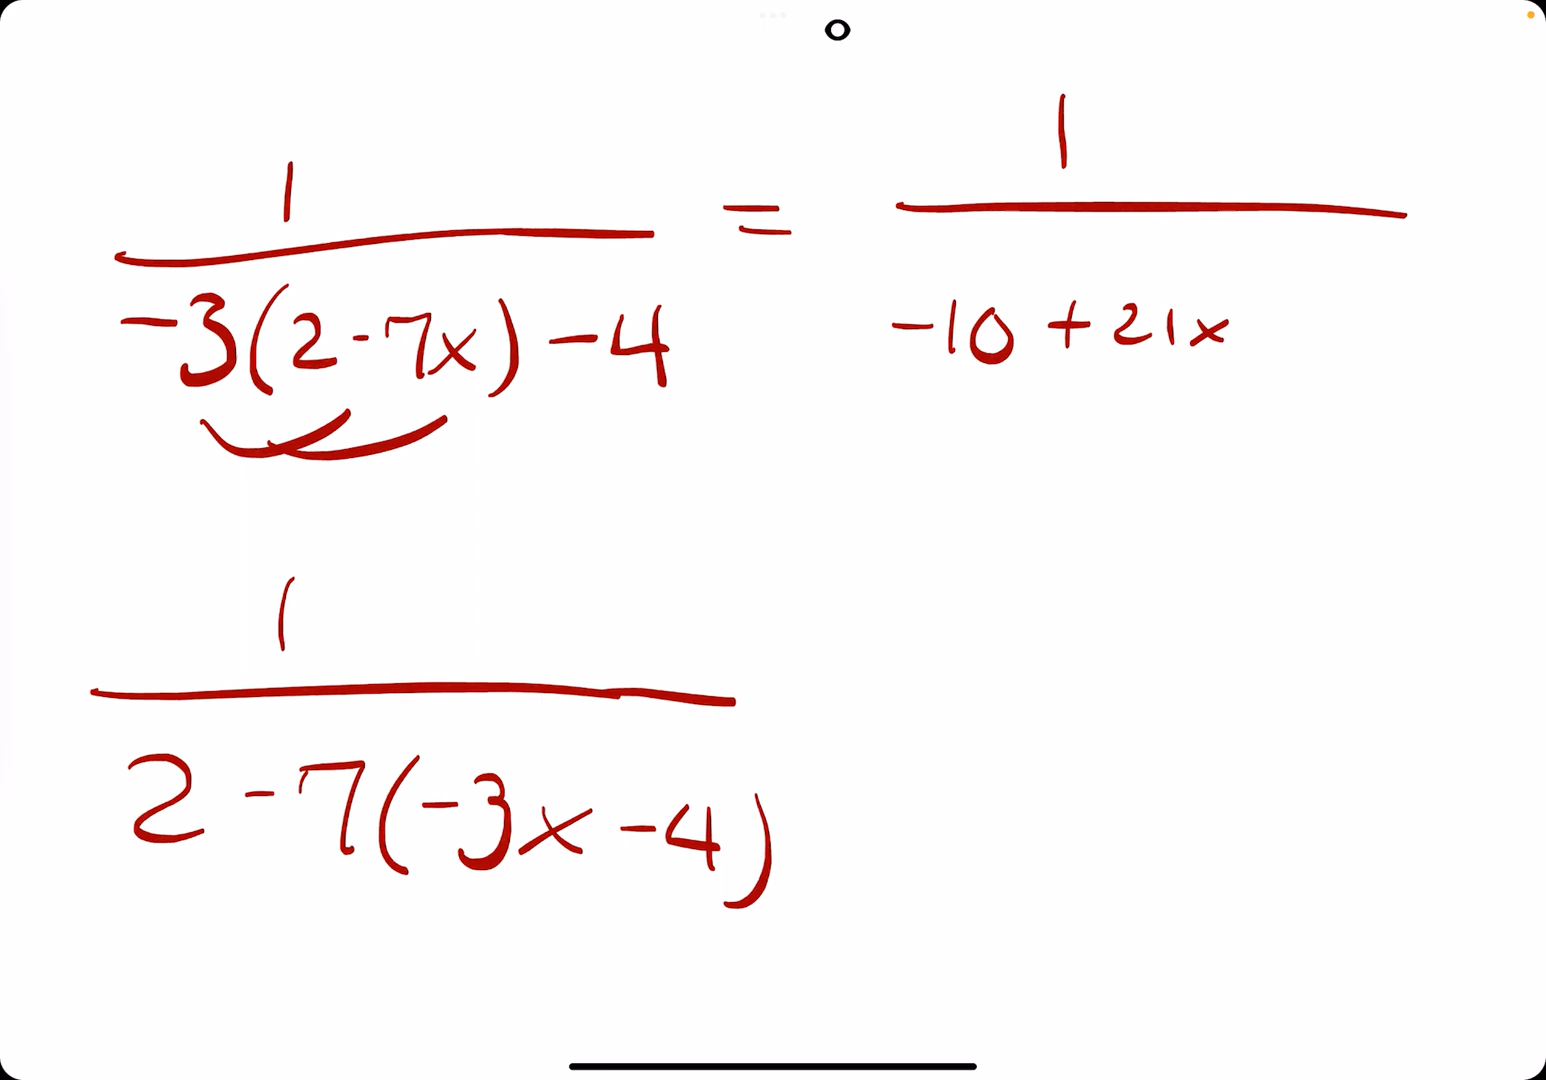 1/(-3(2-7x)-4) = 1/(-10+21x)
1/(2-7(-3x-4))